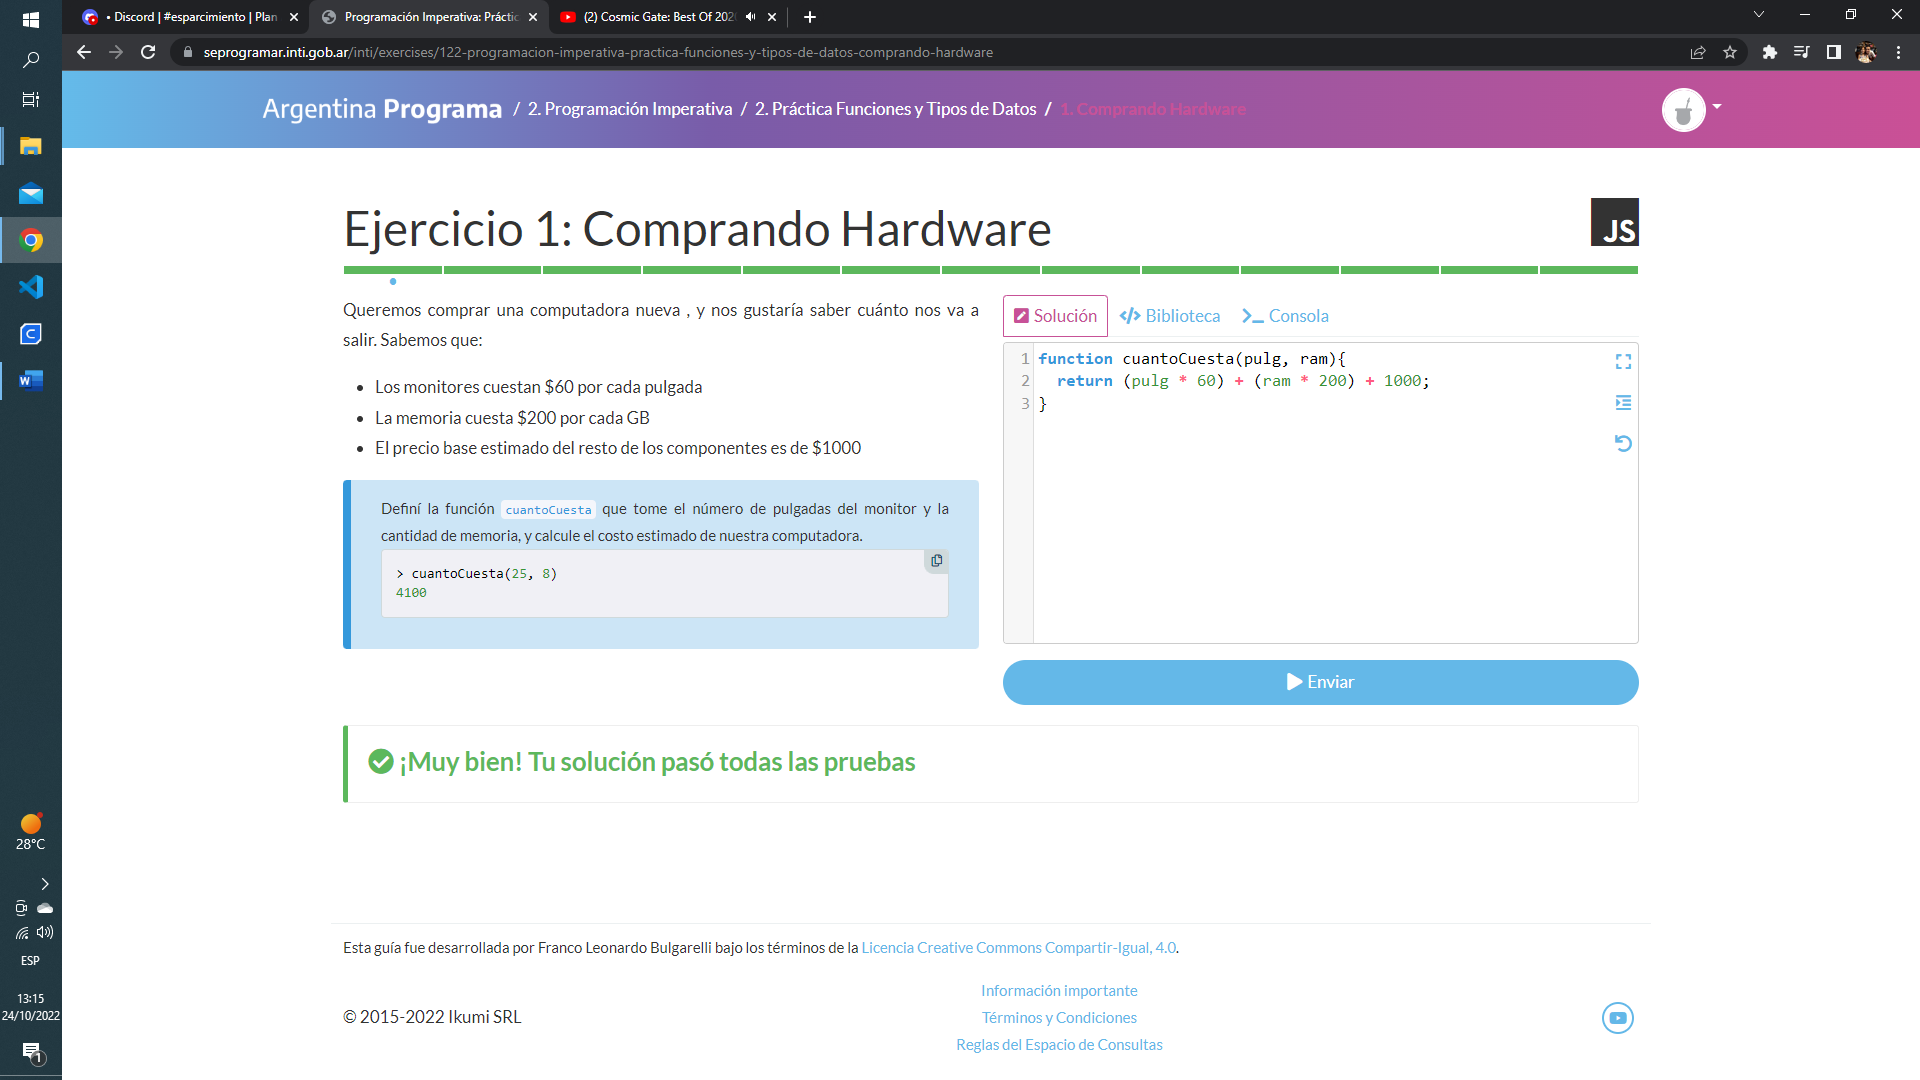 • Discord | #esparcimiento | Plan
Programación Imperativa: Práctic
(2) Cosmic Gate: Best Of 202
seprogramar.inti.gob.ar/inti/exercises/122-programacion-imperativa-practica-funciones-y-tipos-de-datos-comprando-hardware
Argentina Programa / 2. Programación Imperativa / 2. Práctica Funciones y Tipos de Datos / 1. Comprando Hardware
Ejercicio 1: Comprando Hardware
JS
Queremos comprar una computadora nueva , y nos gustaría saber cuánto nos va a
salir. Sabemos que:
• Los monitores cuestan $60 por cada pulgada
• La memoria cuesta $200 por cada GB
• El precio base estimado del resto de los componentes es de $1000
Definí la función cuantoCuesta que tome el número de pulgadas del monitor y la
cantidad de memoria, y calcule el costo estimado de nuestra computadora.
> cuantoCuesta(25, 8)
4100
Solución
Biblioteca
Consola
1 function cuantoCuesta(pulg, ram){
2   return (pulg * 60) + (ram * 200) + 1000;
3 }
Enviar
¡Muy bien! Tu solución pasó todas las pruebas
Esta guía fue desarrollada por Franco Leonardo Bulgarelli bajo los términos de la Licencia Creative Commons Compartir-Igual, 4.0.
Información importante
© 2015-2022 Ikumi SRL
Términos y Condiciones
Reglas del Espacio de Consultas
28°C
ESP
13:15
24/10/2022
1